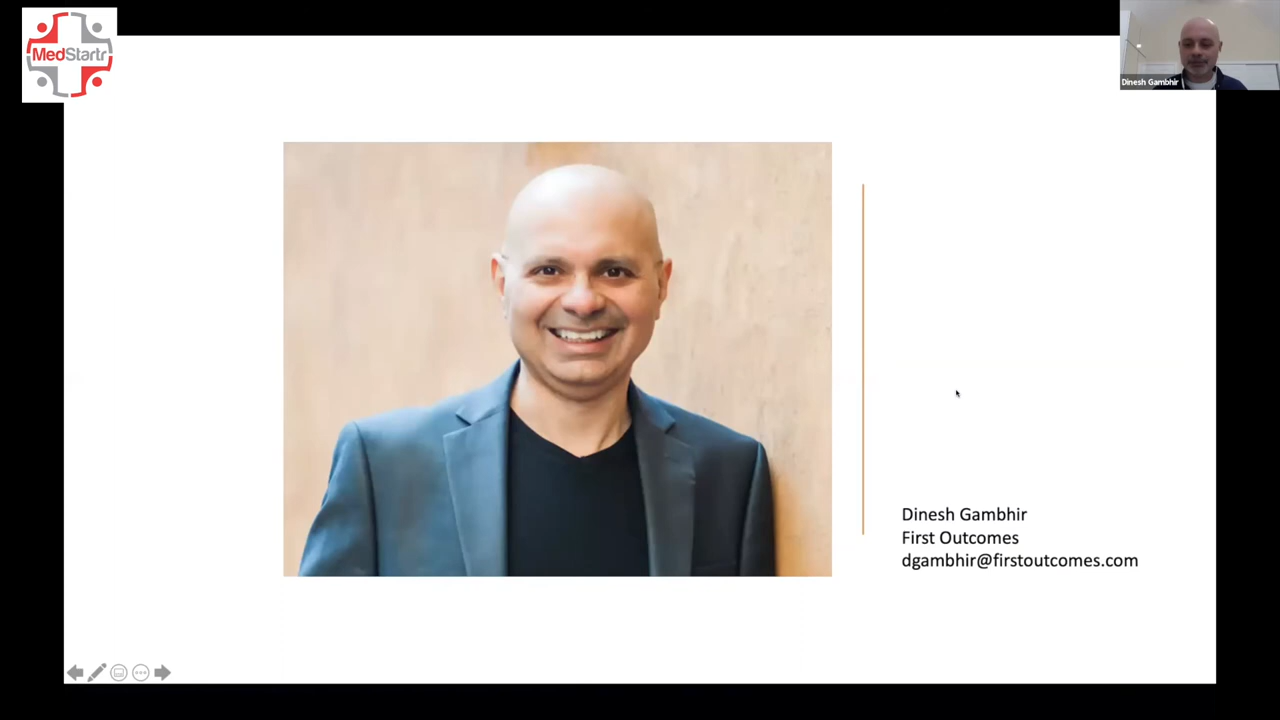 MedStartr
Dinesh Gambhir
Dinesh Gambhir
First Outcomes
dgambhir@firstoutcomes.com